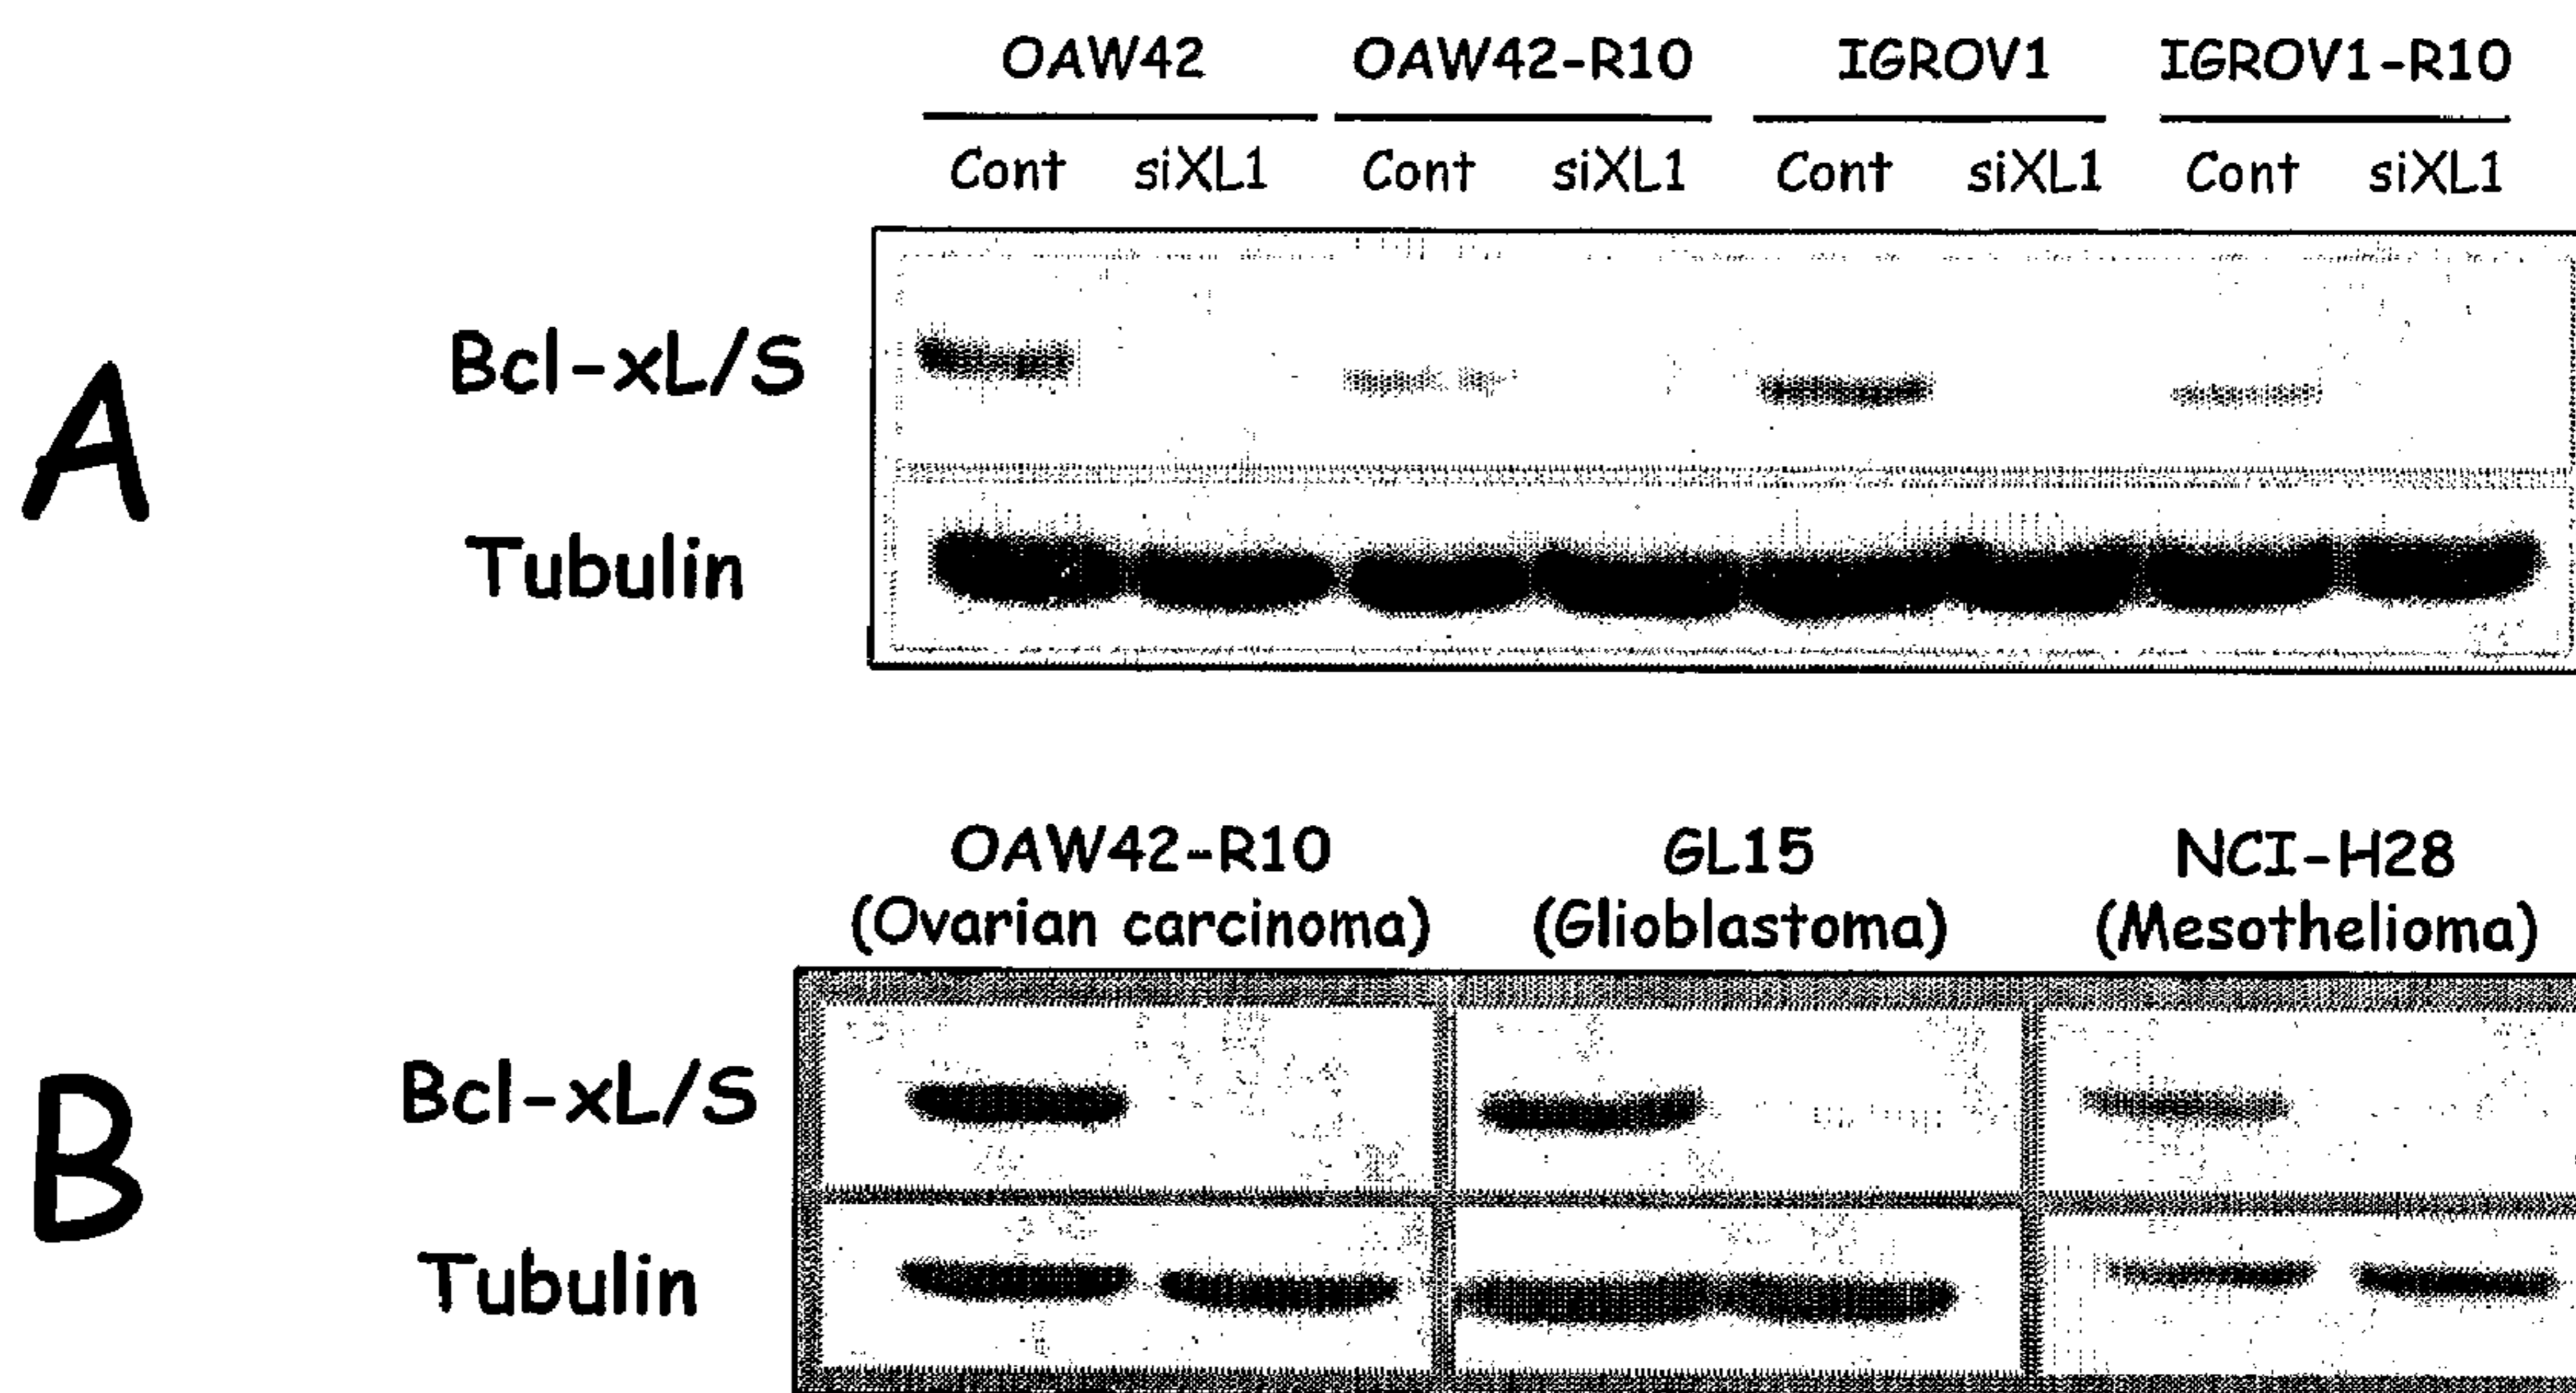 OAW42 OAW42-R10 IGROV1 IGROV1-R10
Cont siXL1 Cont siXL1 Cont siXL1 Cont siXL1
A
Bcl-xL/S
Tubulin
OAW42-R10 GL15 NCI-H28
(Ovarian carcinoma) (Glioblastoma) (Mesothelioma)
B
Bcl-xL/S
Tubulin